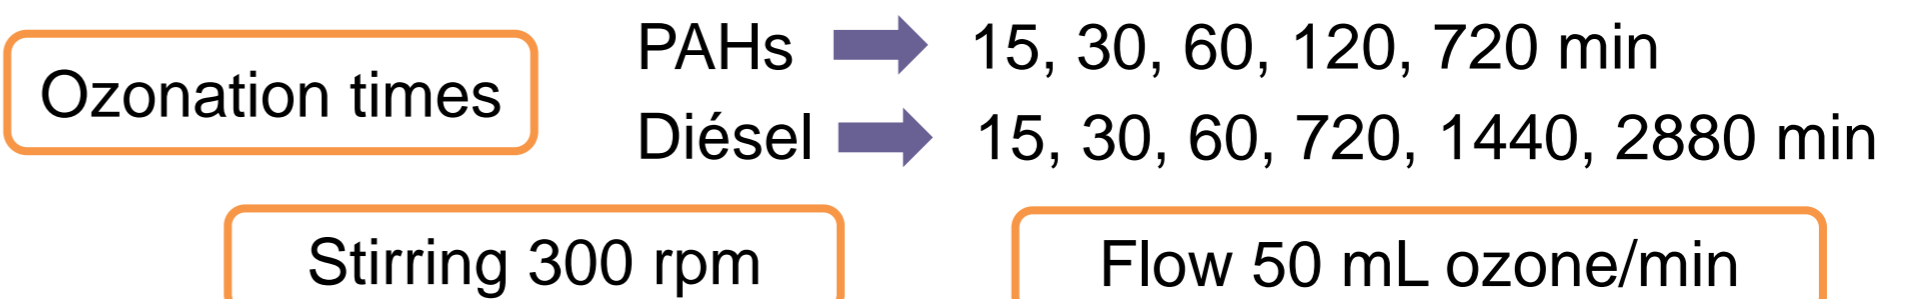 Ozonation times
PAHs 15, 30, 60, 120, 720 min
Diésel 15, 30, 60, 720, 1440, 2880 min
Stirring 300 rpm
Flow 50 mL ozone/min